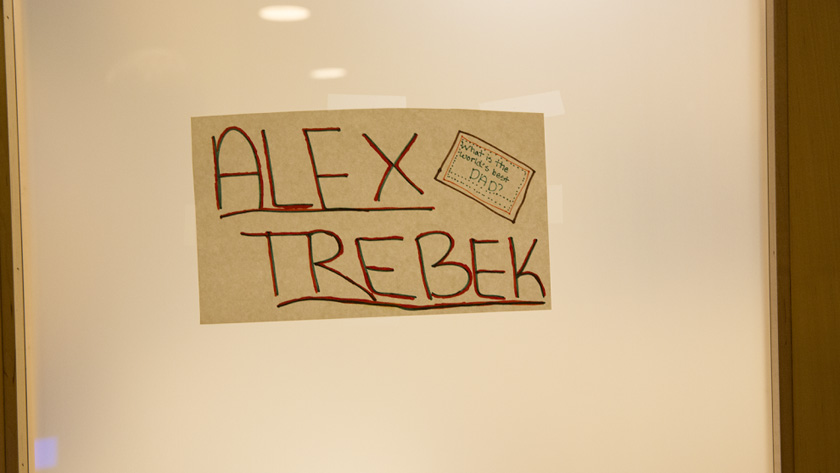 ALEX
TREBEK
What is the
world's best
DAD?